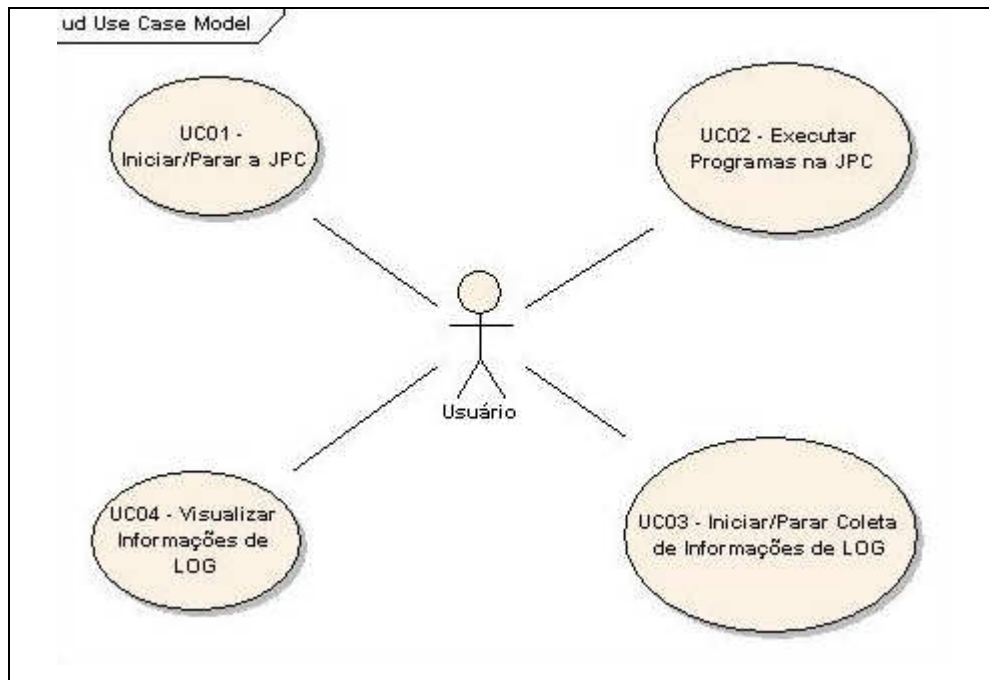 ud Use Case Model
UC01 -
Iniciar/Parar a JPC
UC02 - Executar
Programas na JPC
Usuário
UC04 - Visualizar
Informações de
LOG
UC03 - Iniciar/Parar Coleta
de Informações de LOG